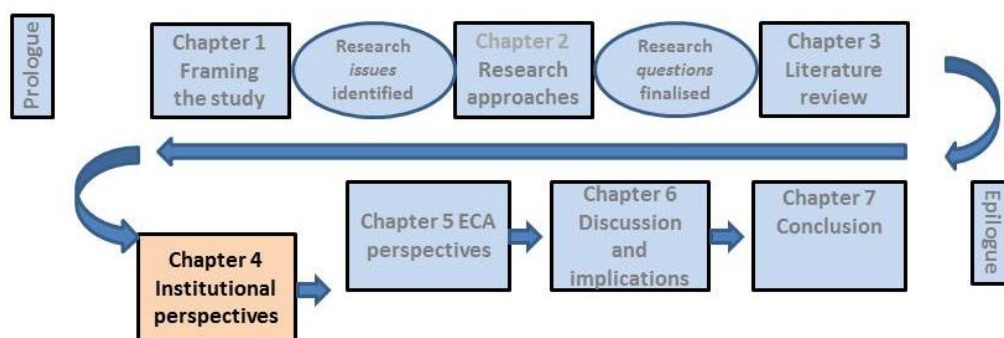 Prologue
Chapter 1
Framing
the study
Research
issues
identified
Chapter 2
Research
approaches
Research
questions
finalised
Chapter 3
Literature
review
Chapter 4
Institutional
perspectives
Chapter 5 ECA
perspectives
Chapter 6
Discussion
and
implications
Chapter 7
Conclusion
Epilogue